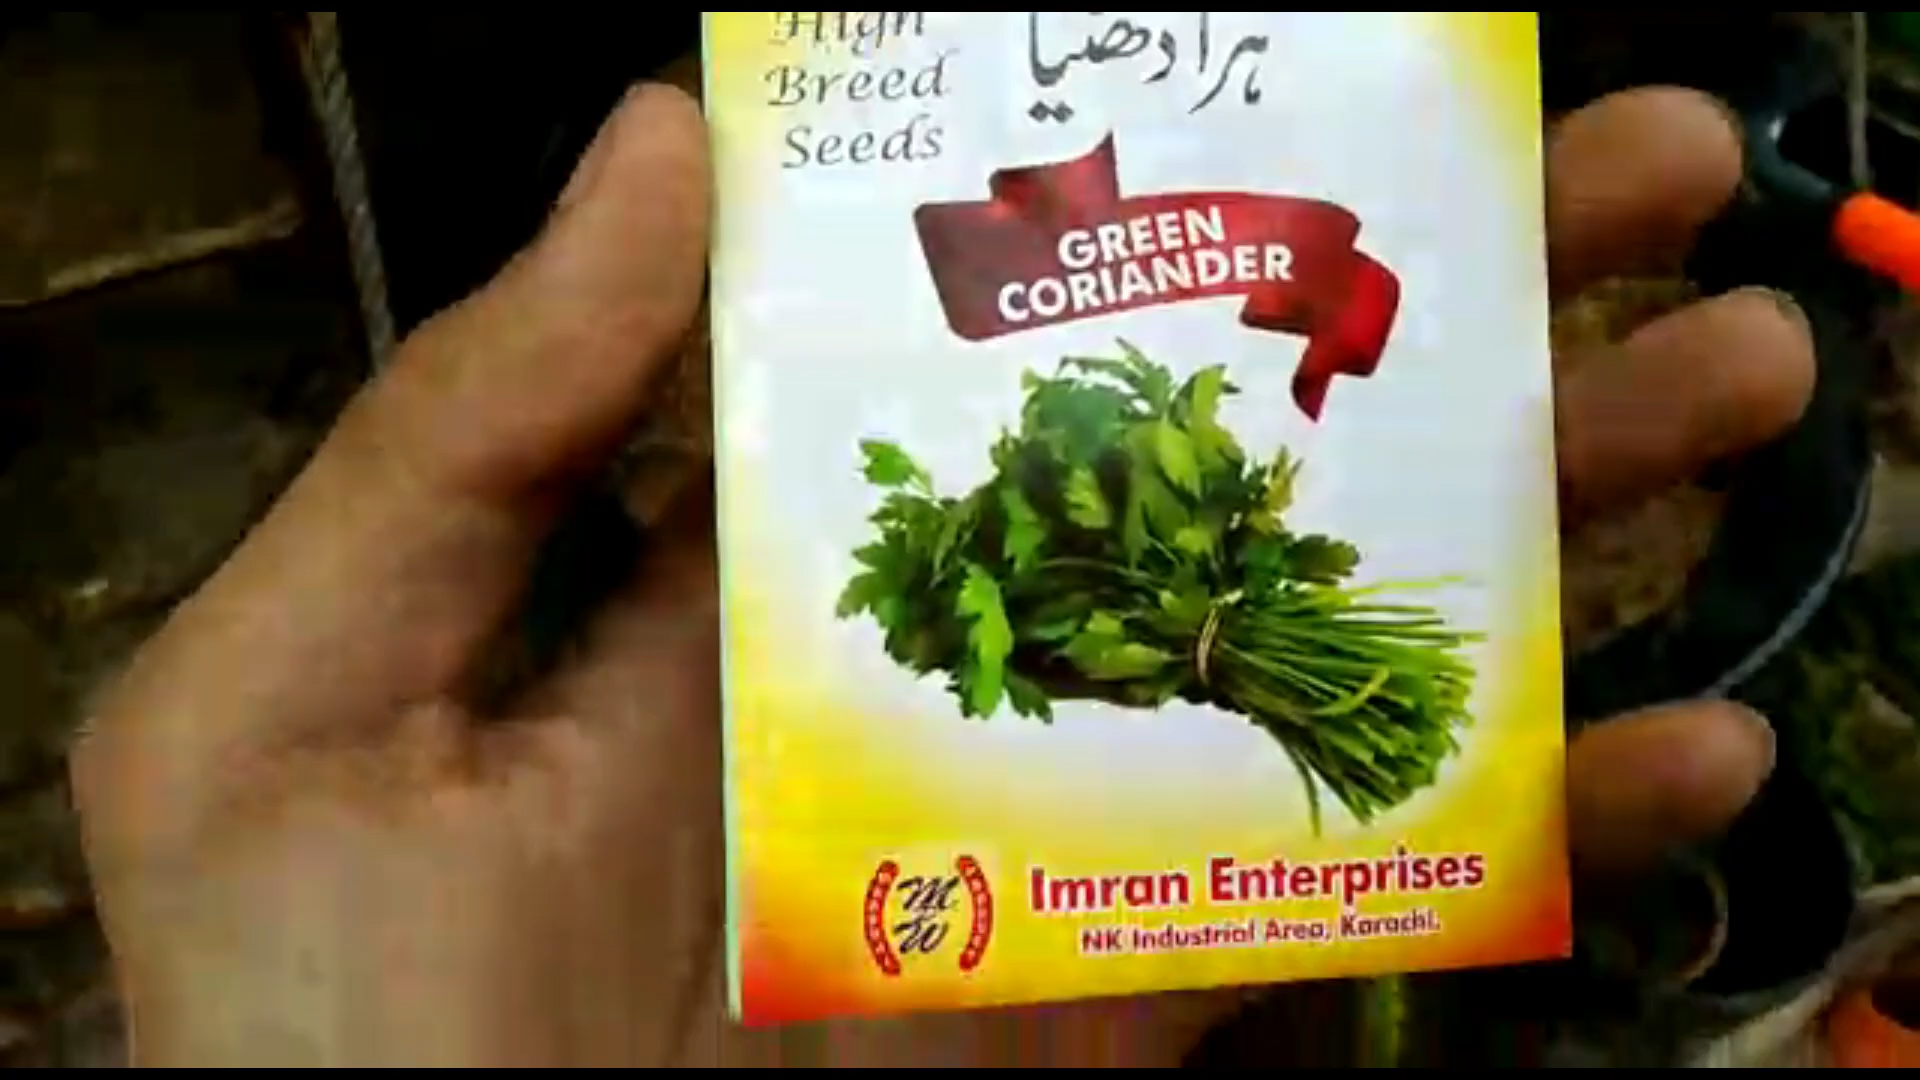 High
Breed
Seeds
ہرا دھنیا
GREEN
CORIANDER
M
W
Imran Enterprises
NK Industrial Area, Karachi.